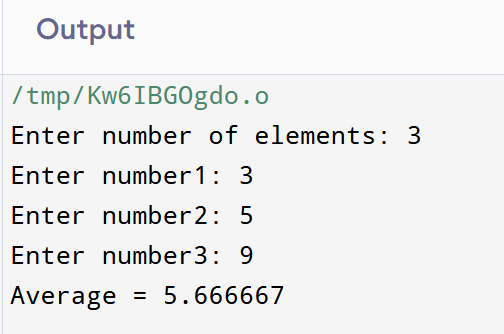 Output
/tmp/Kw6IBGOgdo.o
Enter number of elements: 3
Enter number1: 3
Enter number2: 5
Enter number3: 9
Average = 5.666667